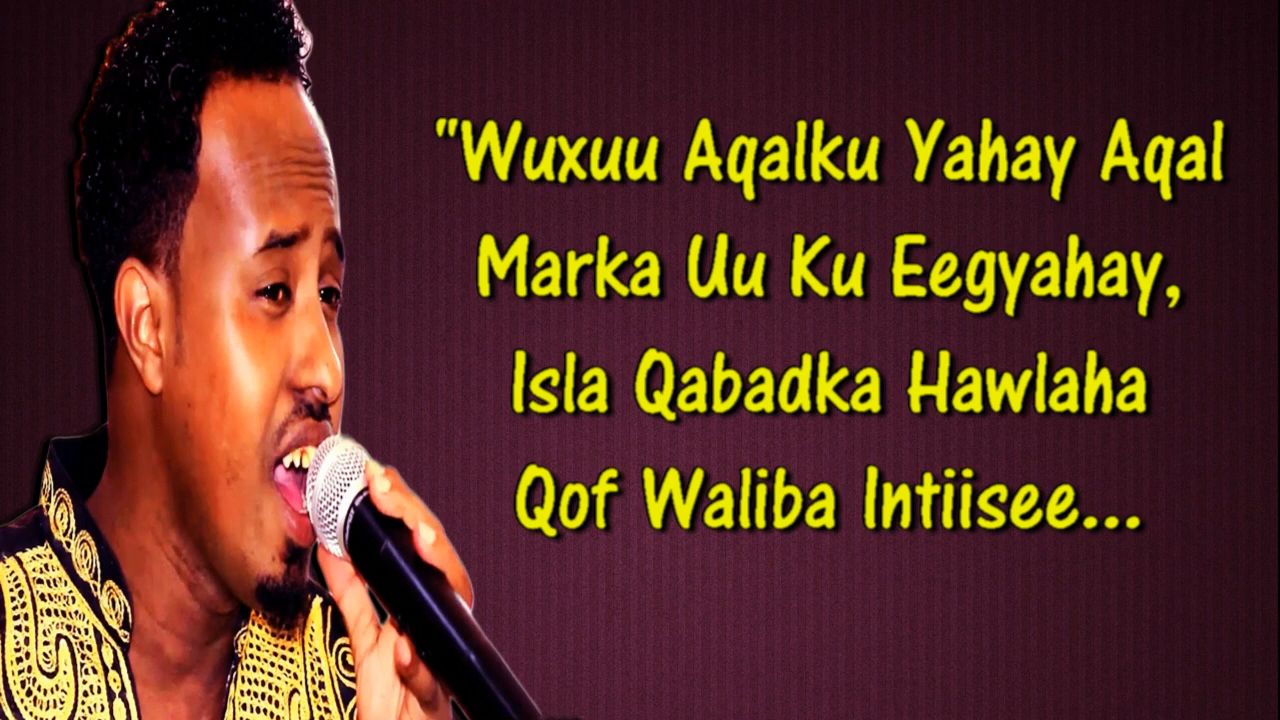 "Wuxuu Aqalku Yahay Aqal
Marka Uu Ku Eegyahay,
Isla Qabadka Hawlaha
Qof Waliba Intiisee...